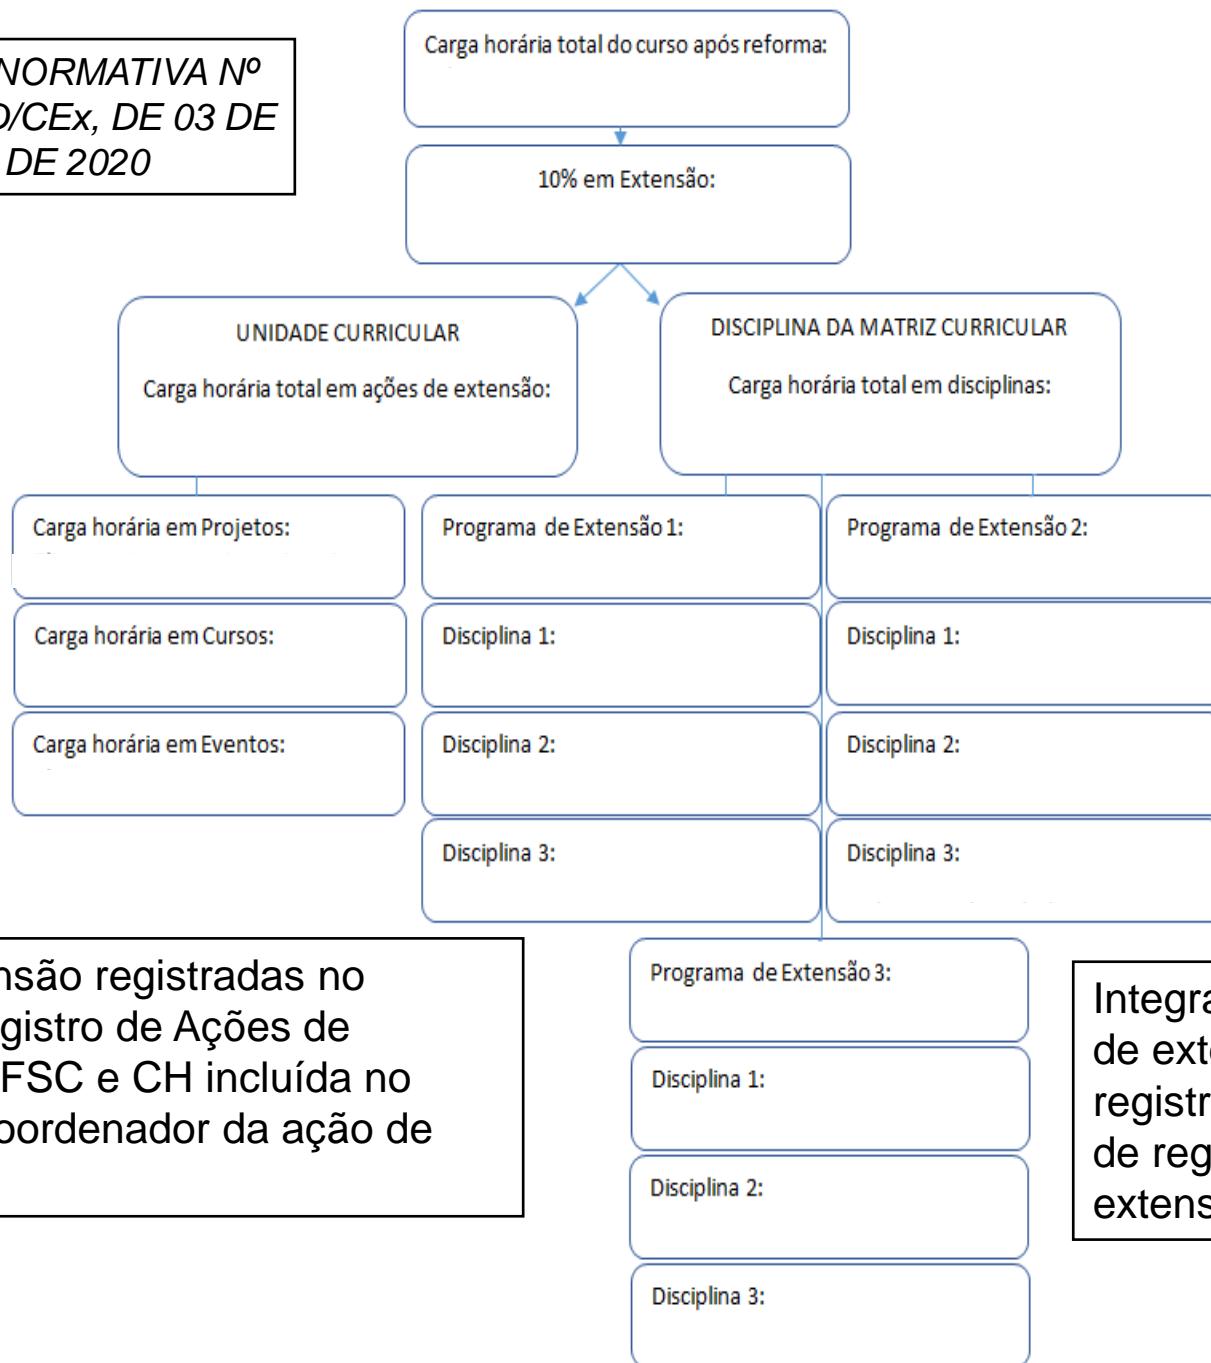 Carga horária total do curso após reforma:
NORMATIVA Nº
/CEx, DE 03 DE
DE 2020
10% em Extensão:
UNIDADE CURRICULAR
Carga horária total em ações de extensão:
DISCIPLINA DA MATRIZ CURRICULAR
Carga horária total em disciplinas:
Carga horária em Projetos:
Carga horária em Cursos:
Carga horária em Eventos:
Programa de Extensão 1:
Disciplina 1:
Disciplina 2:
Disciplina 3:
Programa de Extensão 2:
Disciplina 1:
Disciplina 2:
Disciplina 3:
nsão registradas no
gistro de Ações de
FSC e CH incluída no
oordenador da ação de
Programa de Extensão 3:
Disciplina 1:
Disciplina 2:
Disciplina 3:
Integra
de ext
registr
de reg
extens